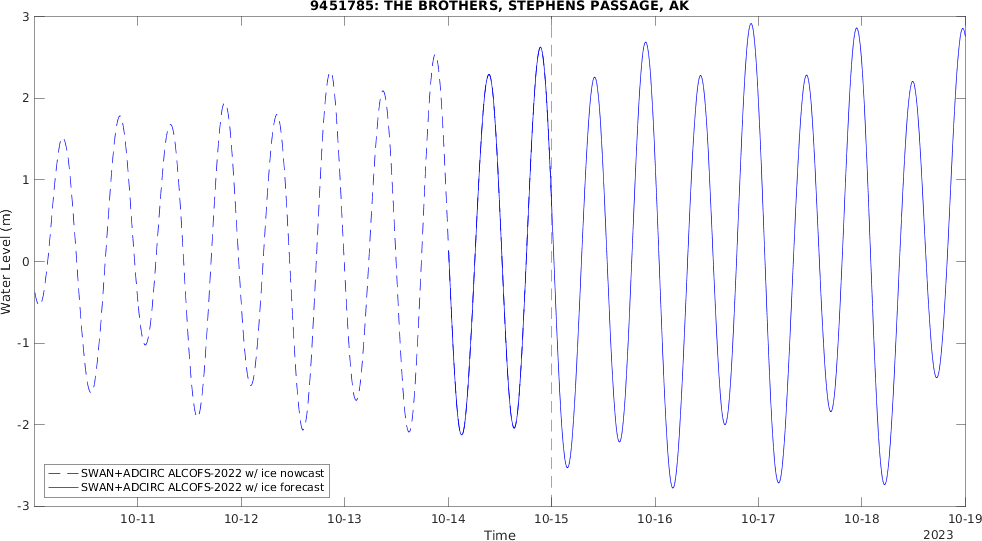 9451785: THE BROTHERS, STEPHENS PASSAGE, AK
3
2
1
0
-1
-2
-3
Water Level (m)
SWAN+ADCIRC ALCOFS-2022 w/ ice nowcast
SWAN+ADCIRC ALCOFS-2022 w/ ice forecast
10-11 10-12 10-13 10-14 10-15 10-16 10-17 10-18 10-19
Time
2023